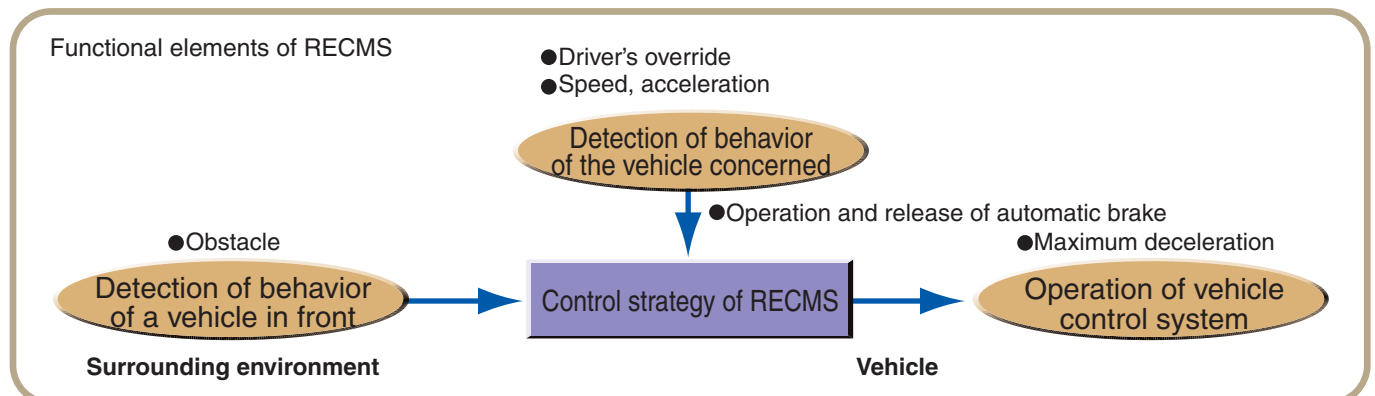 Functional elements of RECMS
●Driver's override
●Speed, acceleration
Detection of behavior
of the vehicle concerned
●Operation and release of automatic brake
●Obstacle
●Maximum deceleration
Detection of behavior
of a vehicle in front
Control strategy of RECMS
Operation of vehicle
control system
Surrounding environment
Vehicle